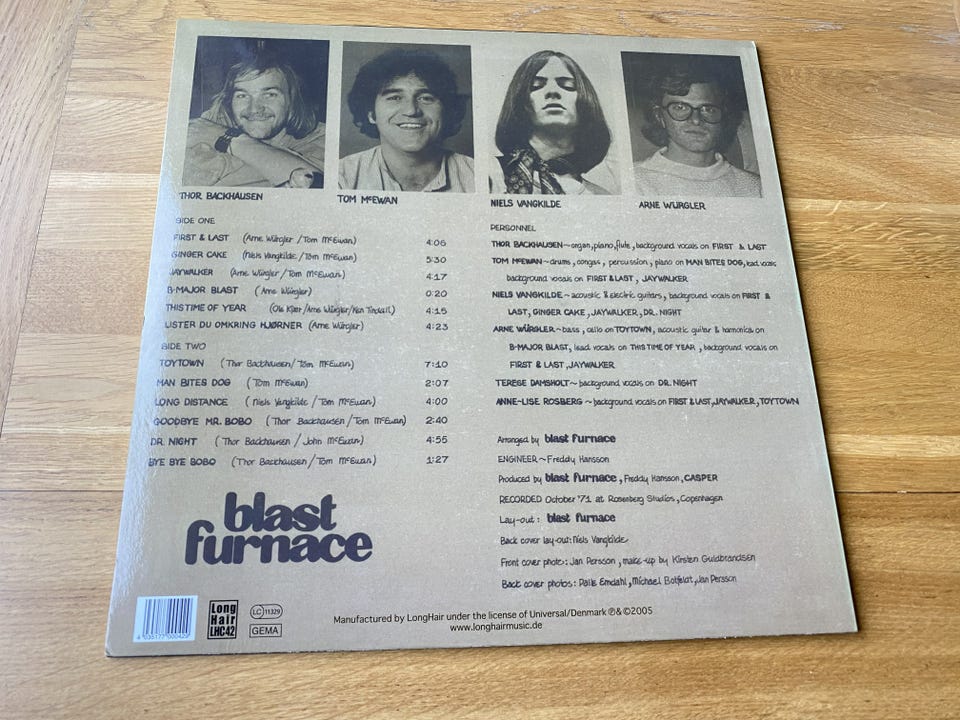 THOR BACKHAUSEN
TOM McEWAN
NIELS VANGKILDE
ARNE WÜRGLER
SIDE ONE
FIRST & LAST (Arne Würgler / Tom McEwan) 4:06
GINGER CAKE (Niels Vangkilde / Tom McEwan) 5:30
JAYWALKER (Arne Würgler / Tom McEwan) 4:17
B-MAJOR BLAST (Arne Würgler) 0:20
THIS TIME OF YEAR (Ole Kjær/Arne Würgler/Ken Tindall) 4:15
LISTER DU OMKRING HJØRNER (Arne Würgler) 4:23
SIDE TWO
TOYTOWN (Thor Backhausen/Tom McEwan) 7:10
MAN BITES DOG (Tom McEwan) 2:07
LONG DISTANCE (Niels Vangkilde / Tom McEwan) 4:00
GOODBYE MR. BOBO (Thor Backhausen / Tom McEwan) 2:40
DR. NIGHT (Thor Backhausen / John McEwan) 4:55
BYE BYE BOBO (Thor Backhausen/Tom McEwan) 1:27
PERSONNEL
THOR BACKHAUSEN~organ, piano, flute, background vocals on FIRST & LAST
TOM McEWAN~drums, congas, percussion, piano on MAN BITES DOG, lead vocals
background vocals on FIRST & LAST, JAYWALKER
NIELS VANGKILDE~acoustic & electric guitars, background vocals on FIRST &
LAST, GINGER CAKE, JAYWALKER, DR. NIGHT
ARNE WÜRGLER~bass, cello on TOYTOWN, acoustic guitar & harmonica on
B-MAJOR BLAST, lead vocals on THIS TIME OF YEAR, background vocals on
FIRST & LAST, JAYWALKER
TERESE DAMSHOLT~background vocals on DR. NIGHT
ANNE-LISE ROSBERG~background vocals on FIRST & LAST, JAYWALKER, TOYTOWN
Arranged by blast furnace
ENGINEER~Freddy Hansson
Produced by blast furnace, Freddy Hansson, CASPER
RECORDED October '71 at Rosenberg Studios, Copenhagen
Lay-out: blast furnace
Back cover lay-out: Niels Vangkilde
Front cover photo: Jan Persson, make-up by Kirsten Guldbrandsen
Back cover photos: Palle Emdahl, Michael Botfeldt, Jan Persson
blast
furnace
4 035177 000429
Long
Hair
LHC42
LC 11329
GEMA
Manufactured by LongHair under the license of Universal/Denmark ℗&©2005
www.longhairmusic.de